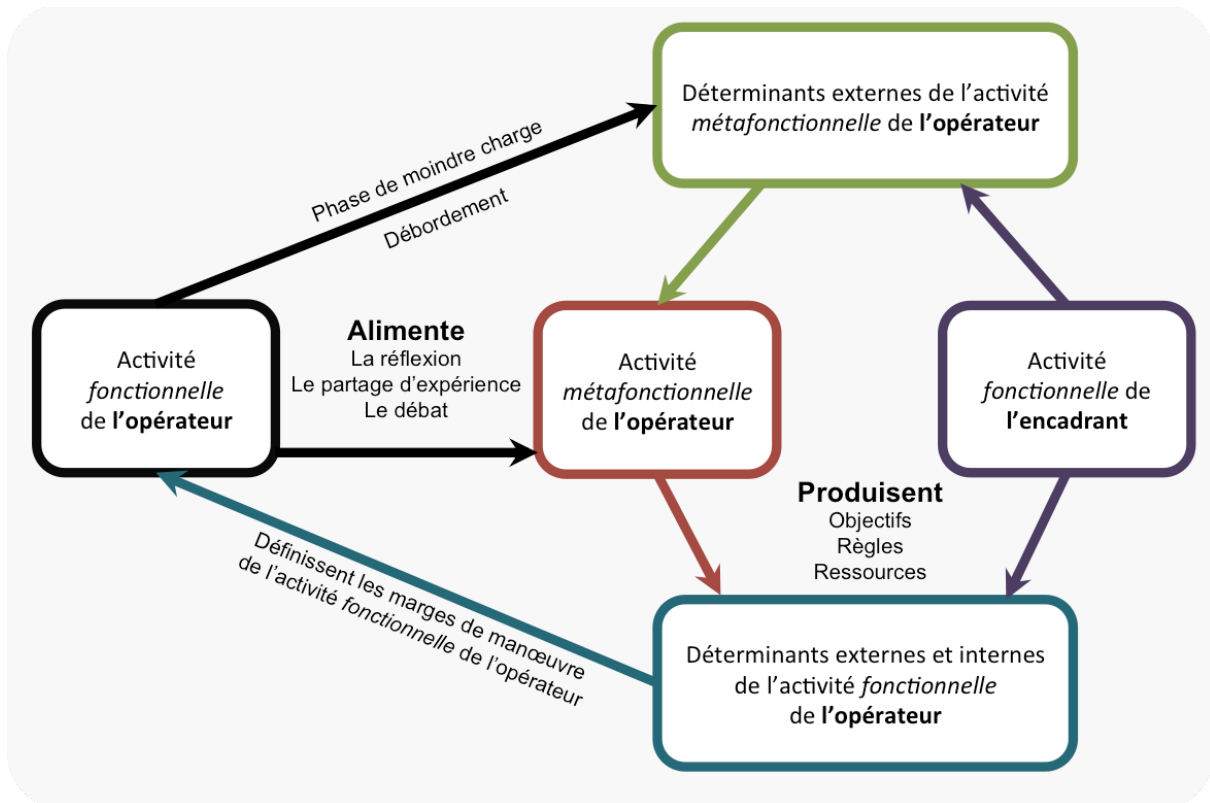 Déterminants externes de l’activité
métafonctionnelle de l’opérateur
Phase de moindre charge
Débordement
Activité
fonctionnelle
de l’opérateur
Alimente
La réflexion
Le partage d’expérience
Le débat
Activité
métafonctionnelle
de l’opérateur
Activité
fonctionnelle de
l’encadrant
Produisent
Objectifs
Règles
Ressources
Définissent les marges de manœuvre
de l’activité fonctionnelle de l’opérateur
Déterminants externes et internes
de l’activité fonctionnelle
de l’opérateur